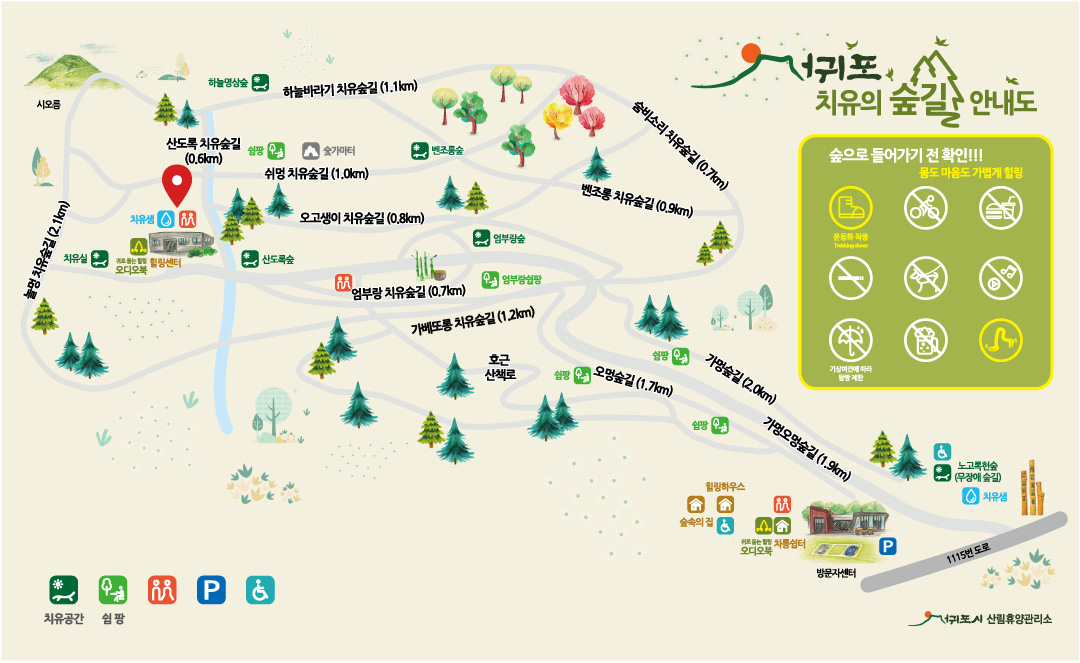 서귀포
치유의 숲길 안내도
숲으로 들어가기 전 확인!!!
몸도 마음도 가볍게 힐링
운동화 착용
Trekking shoes
기상여건에 따라
탐방 제한
시오름
하늘명상숲
하늘바라기 치유숲길 (1.1km)
숨비소리 치유숲길 (0.7km)
산도록 치유숲길
(0.6km)
쉼팡
숯가마터
벤조롱숲
쉬멍 치유숲길 (1.0km)
벤조롱 치유숲길 (0.9km)
놀멍 치유숲길 (2.1km)
치유샘
오고생이 치유숲길 (0.8km)
엄부랑숲
치유실
귀로 듣는 힐링
오디오북
힐링센터
산도록숲
엄부랑 치유숲길 (0.7km)
엄부랑쉼팡
가베또롱 치유숲길 (1.2km)
호근
산책로
쉼팡
오멍숲길 (1.7km)
쉼팡
가멍숲길 (2.0km)
쉼팡
가멍오멍숲길 (1.9km)
노고록헌숲
(무장애 숲길)
치유샘
힐링하우스
숲속의 집
귀로 듣는 힐링
오디오북
차롱쉼터
P
방문자센터
1115번 도로
P
치유공간
쉼 팡
서귀포시 산림휴양관리소